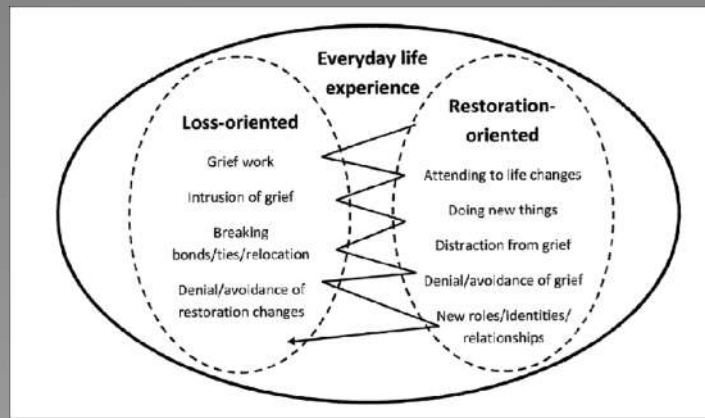 Everyday life
experience
Loss-oriented
Grief work
Intrusion of grief
Breaking
bonds/ties/relocation
Denial/avoidance of
restoration changes
Restoration-
oriented
Attending to life changes
Doing new things
Distraction from grief
Denial/avoidance of grief
New roles/identities/
relationships